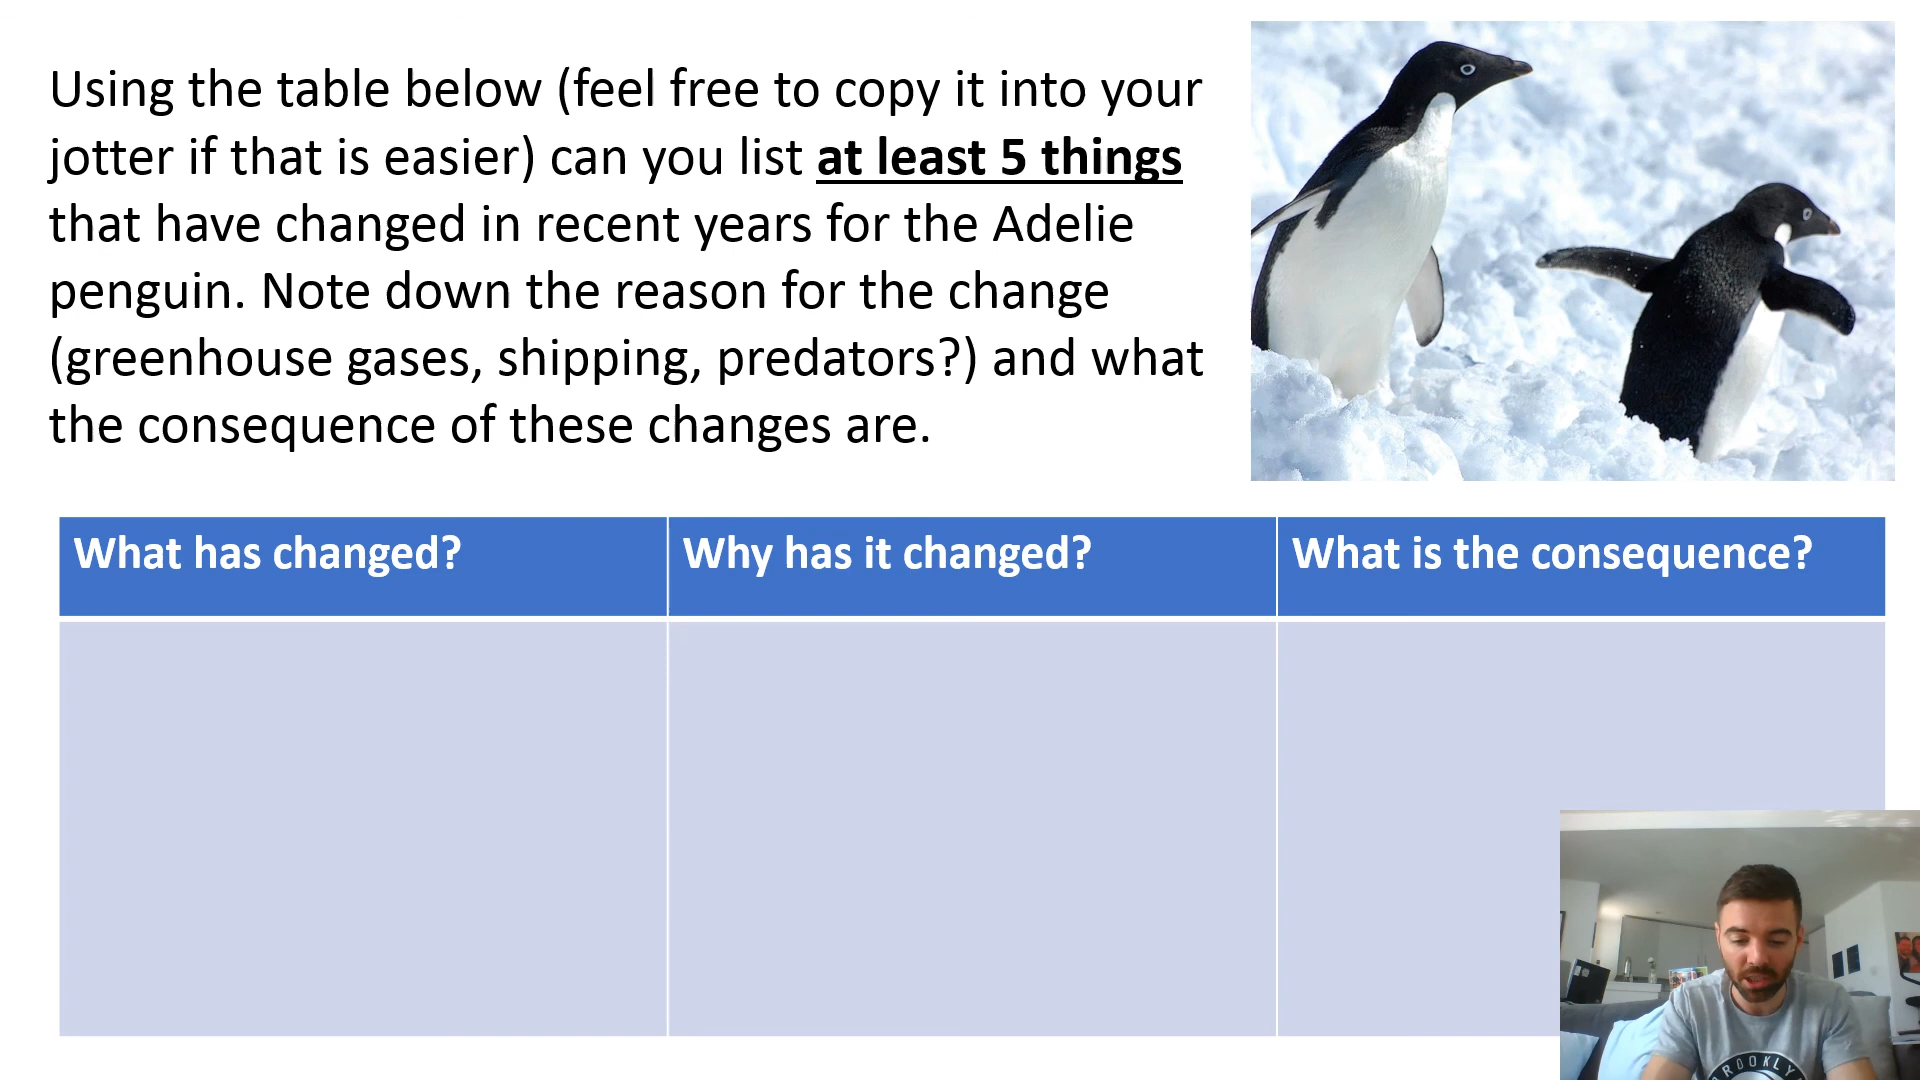 Using the table below (feel free to copy it into your
jotter if that is easier) can you list at least 5 things
that have changed in recent years for the Adelie
penguin. Note down the reason for the change
(greenhouse gases, shipping, predators?) and what
the consequence of these changes are.
What has changed?
Why has it changed?
What is the consequence?
ROOKLY